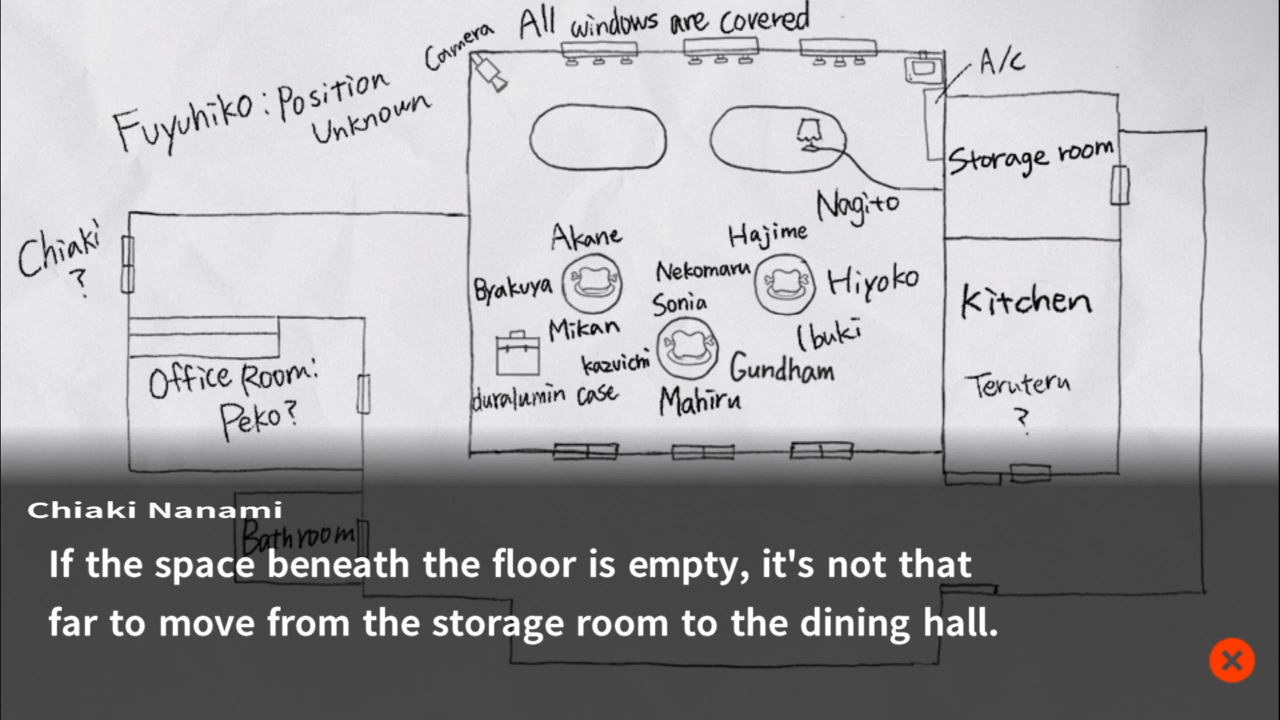 All windows are covered
Camera
A/C
Fuyuhiko: Position
Unknown
Storage room
Nagito
Chiaki
?
Akane
Hajime
Byakuya
Nekomaru
Hiyoko
Sonia
Mikan
Ibuki
kazuichi
Gundham
duralumin case
Mahiru
Kitchen
Teruteru
?
Office Room:
Peko?
Bathroom
Chiaki Nanami
If the space beneath the floor is empty, it's not that
far to move from the storage room to the dining hall.